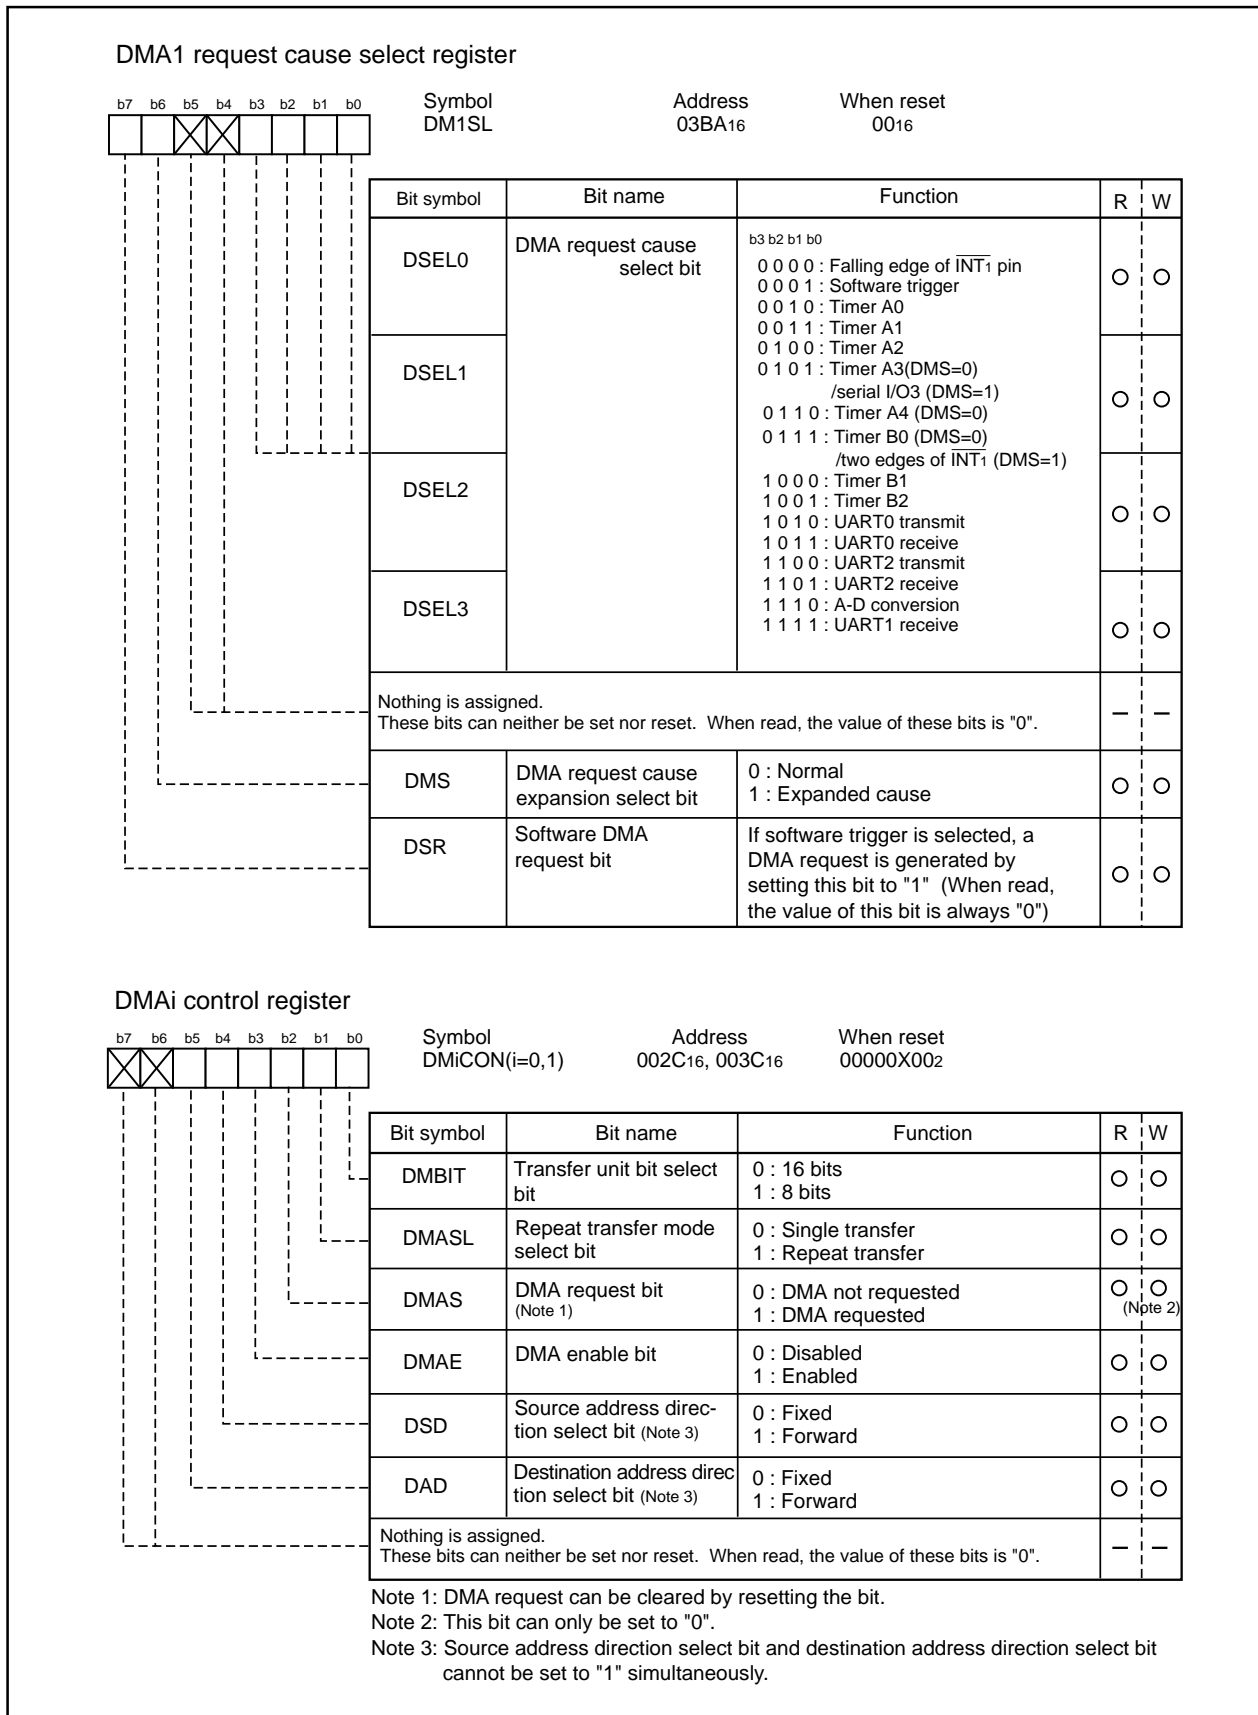 DMA1 request cause select register
b7 b6 b5 b4 b3 b2 b1 b0
Symbol Address When reset
DM1SL 03BA16 0016
Bit symbol Bit name Function R W
DSEL0 DMA request cause select bit
b3 b2 b1 b0
0 0 0 0 : Falling edge of INT1 pin
0 0 0 1 : Software trigger
0 0 1 0 : Timer A0
0 0 1 1 : Timer A1
0 1 0 0 : Timer A2
DSEL1
0 1 0 1 : Timer A3(DMS=0)
/serial I/O3 (DMS=1)
0 1 1 0 : Timer A4 (DMS=0)
0 1 1 1 : Timer B0 (DMS=0)
/two edges of INT1 (DMS=1)
DSEL2
1 0 0 0 : Timer B1
1 0 0 1 : Timer B2
1 0 1 0 : UART0 transmit
1 0 1 1 : UART0 receive
1 1 0 0 : UART2 transmit
1 1 0 1 : UART2 receive
DSEL3
1 1 1 0 : A-D conversion
1 1 1 1 : UART1 receive
Nothing is assigned.
These bits can neither be set nor reset. When read, the value of these bits is "0".
DMS DMA request cause 0 : Normal
expansion select bit 1 : Expanded cause
DSR Software DMA If software trigger is selected, a
request bit DMA request is generated by
setting this bit to "1" (When read,
the value of this bit is always "0")
DMAi control register
b7 b6 b5 b4 b3 b2 b1 b0
Symbol Address When reset
DMiCON(i=0,1) 002C16, 003C16 00000X002
Bit symbol Bit name Function R W
DMBIT Transfer unit bit select 0 : 16 bits
bit 1 : 8 bits
DMASL Repeat transfer mode 0 : Single transfer
select bit 1 : Repeat transfer
DMAS DMA request bit 0 : DMA not requested
(Note 1) 1 : DMA requested (Note 2)
DMAE DMA enable bit 0 : Disabled
1 : Enabled
DSD Source address direc- 0 : Fixed
tion select bit (Note 3) 1 : Forward
DAD Destination address direc 0 : Fixed
tion select bit (Note 3) 1 : Forward
Nothing is assigned.
These bits can neither be set nor reset. When read, the value of these bits is "0".
Note 1: DMA request can be cleared by resetting the bit.
Note 2: This bit can only be set to "0".
Note 3: Source address direction select bit and destination address direction select bit
cannot be set to "1" simultaneously.